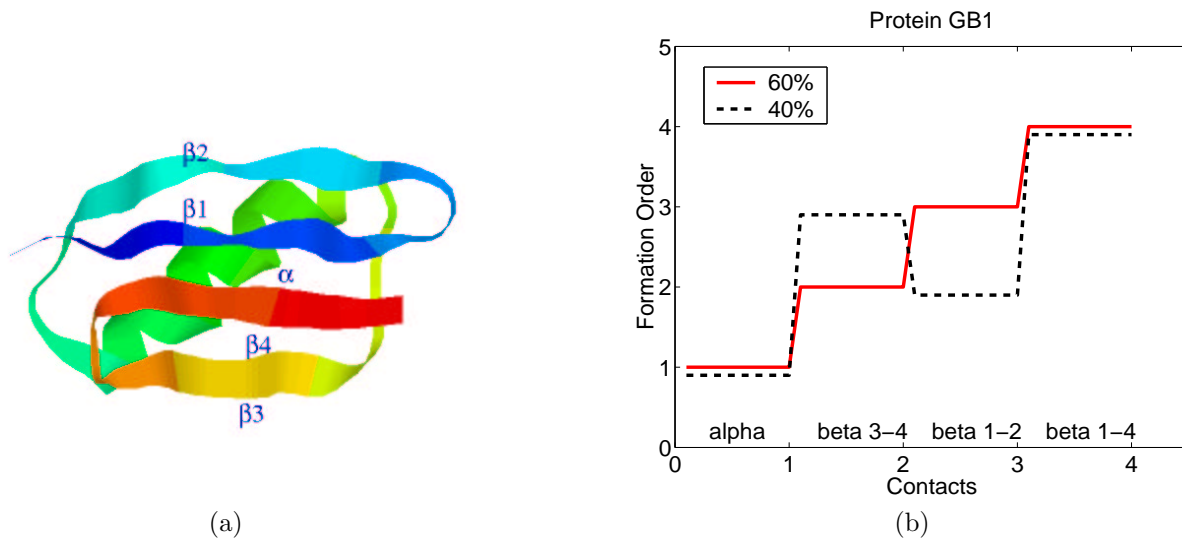 β2
β1
α
β4
β3
(a)
Protein GB1
Formation Order
5
4
3
2
1
0
60%
40%
alpha
beta 3−4
beta 1−2
beta 1−4
0
1
2
3
4
Contacts
(b)